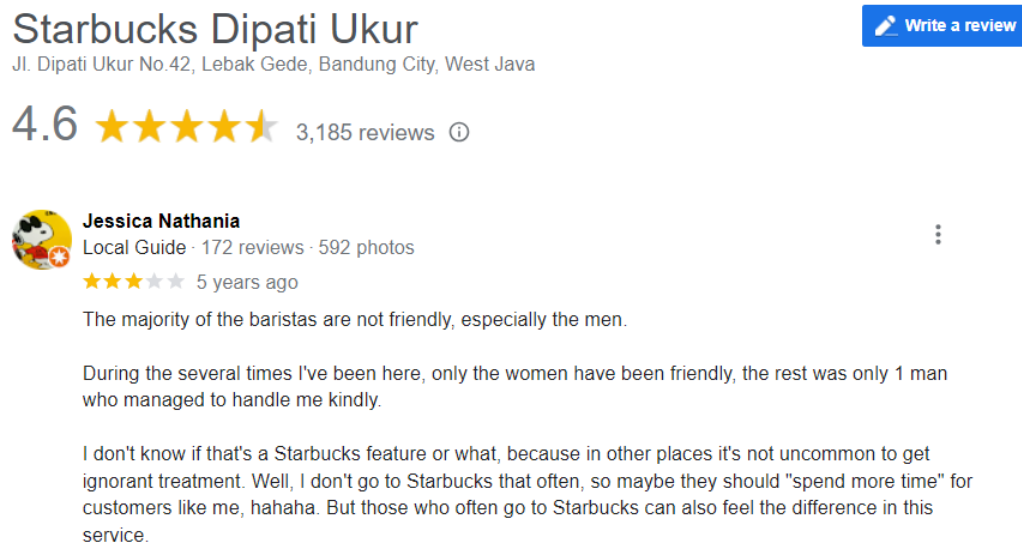 Starbucks Dipati Ukur
Write a review
Jl. Dipati Ukur No.42, Lebak Gede, Bandung City, West Java
4.6
3,185 reviews
Jessica Nathania
Local Guide · 172 reviews · 592 photos
5 years ago
The majority of the baristas are not friendly, especially the men.
During the several times I've been here, only the women have been friendly, the rest was only 1 man
who managed to handle me kindly.
I don't know if that's a Starbucks feature or what, because in other places it's not uncommon to get
ignorant treatment. Well, I don't go to Starbucks that often, so maybe they should "spend more time" for
customers like me, hahaha. But those who often go to Starbucks can also feel the difference in this
service.